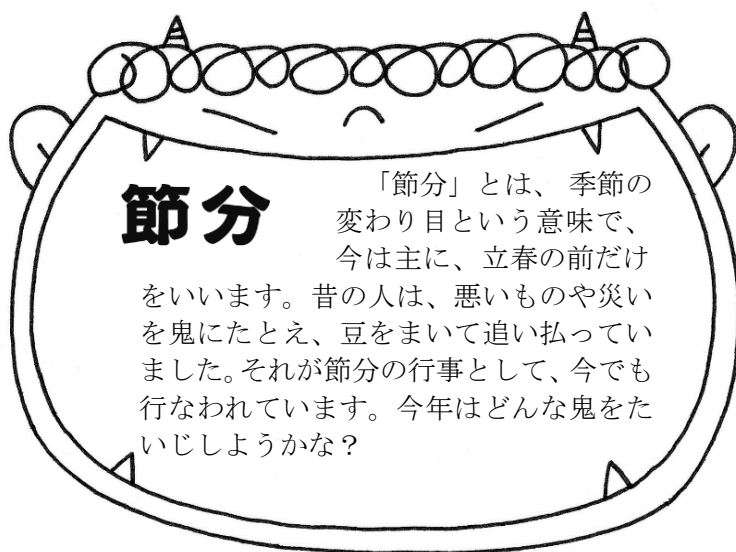 節分
「節分」とは、季節の
変わり目という意味で、
今は主に、立春の前だけ
をいいます。昔の人は、悪いものや災い
を鬼にたとえ、豆をまいて追い払ってい
ました。それが節分の行事として、今でも
行なわれています。今年はどんな鬼をた
いじしようかな？